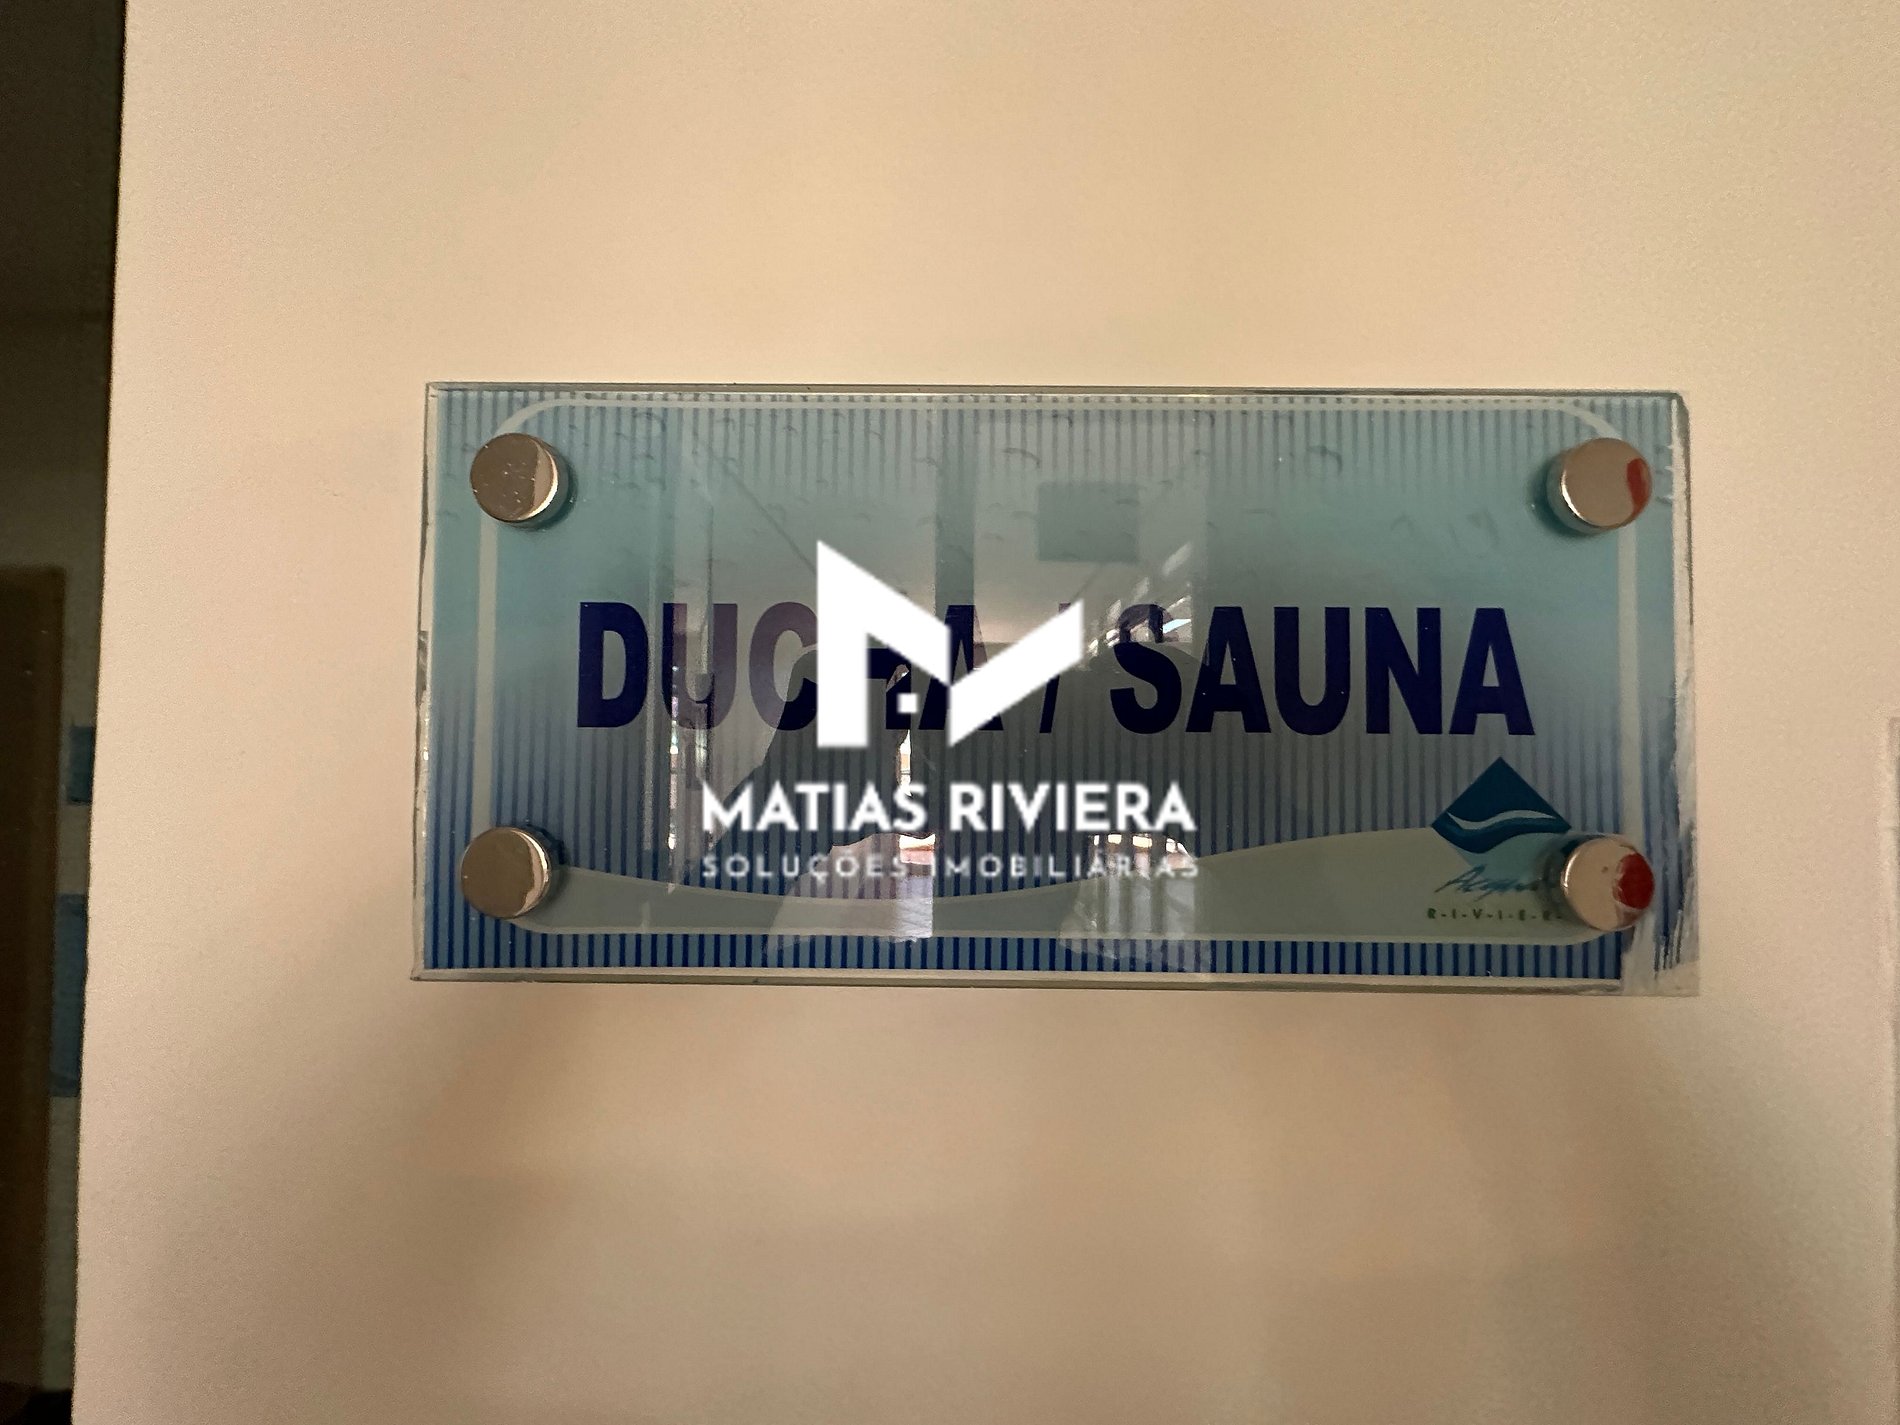 DUCHA / SAUNA
MATIAS RIVIERA
SOLUÇÕES IMOBILIÁRIAS